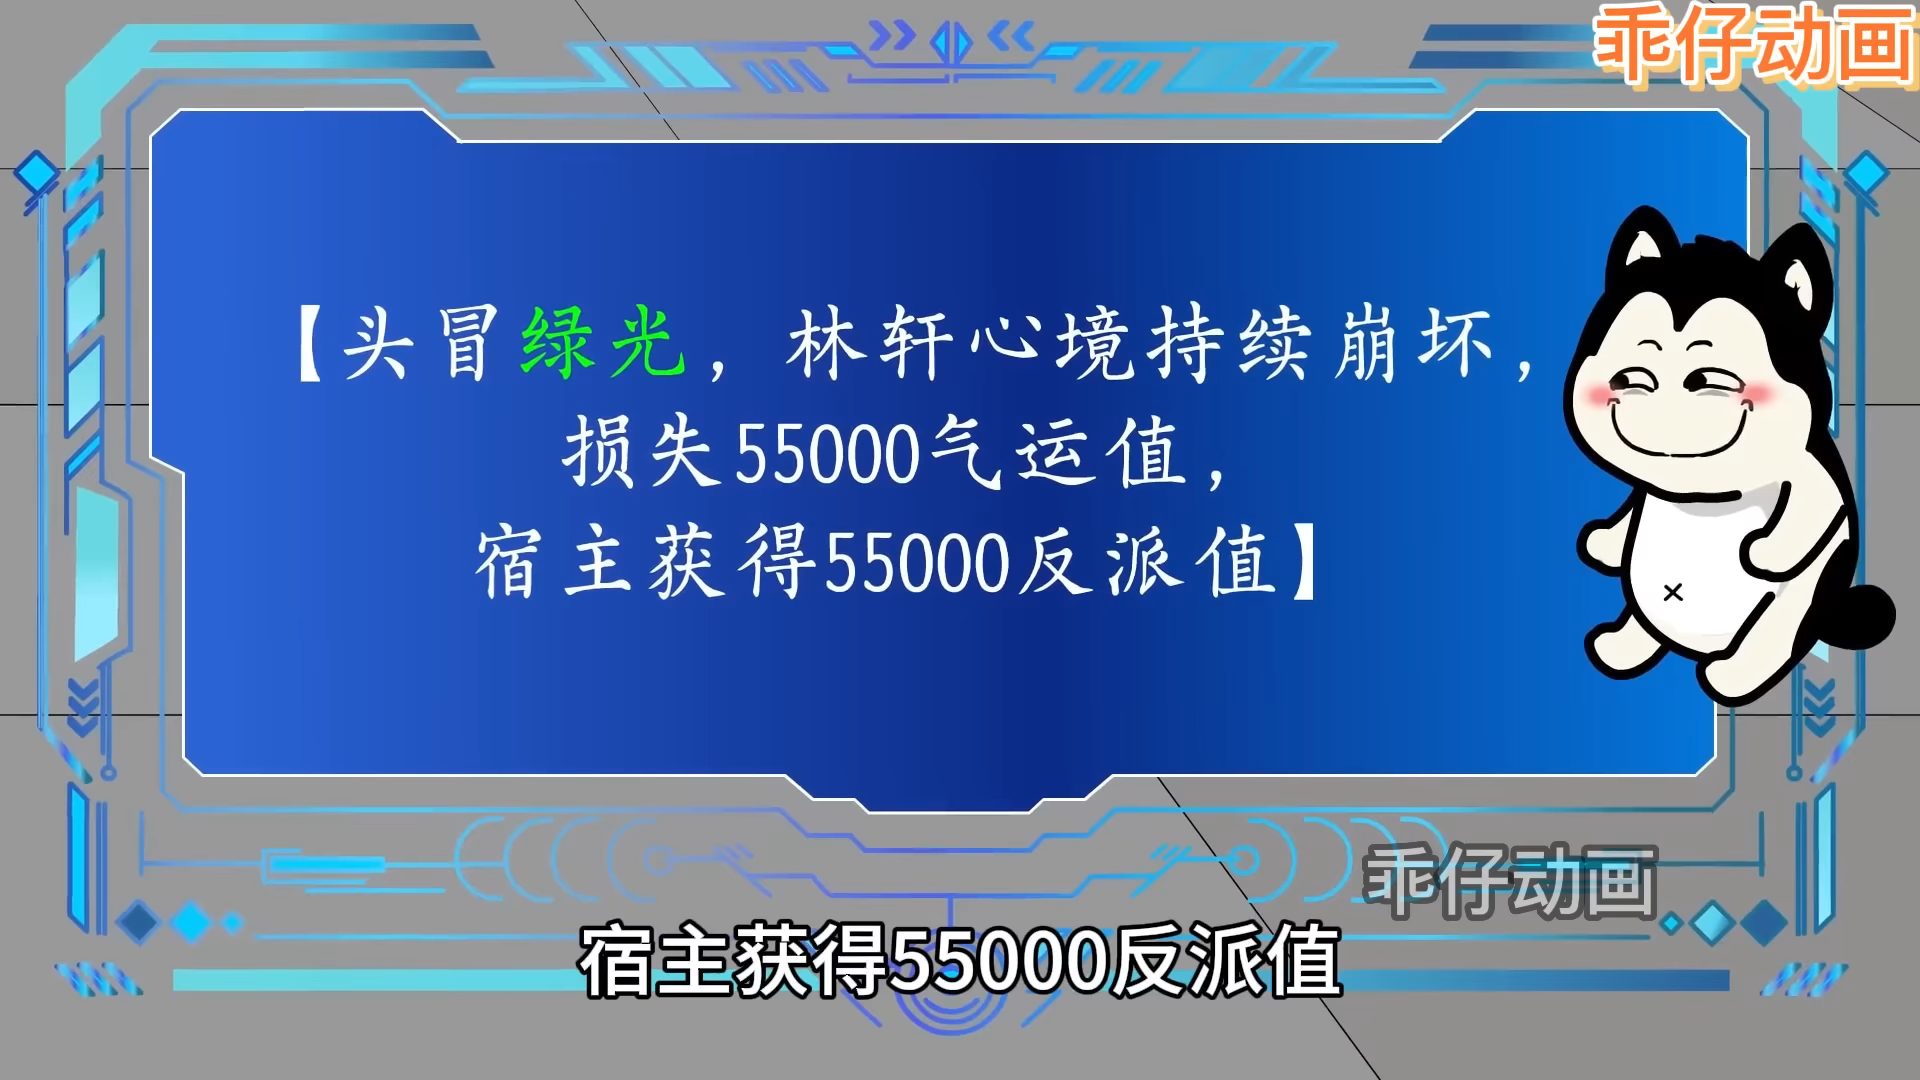 乖仔动画
【头冒绿光，林轩心境持续崩坏，
损失55000气运值，
宿主获得55000反派值】
乖仔动画
宿主获得55000反派值